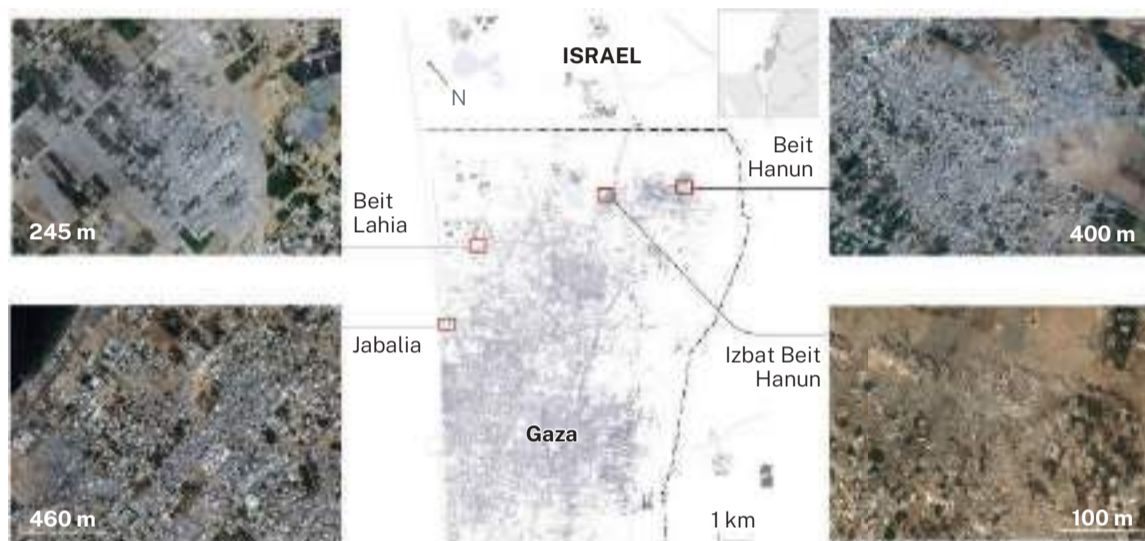 ISRAEL
N
Beit
Hanun
Beit
Lahia
245 m
400 m
Jabalia
Izbat Beit
Hanun
Gaza
460 m
1 km
100 m